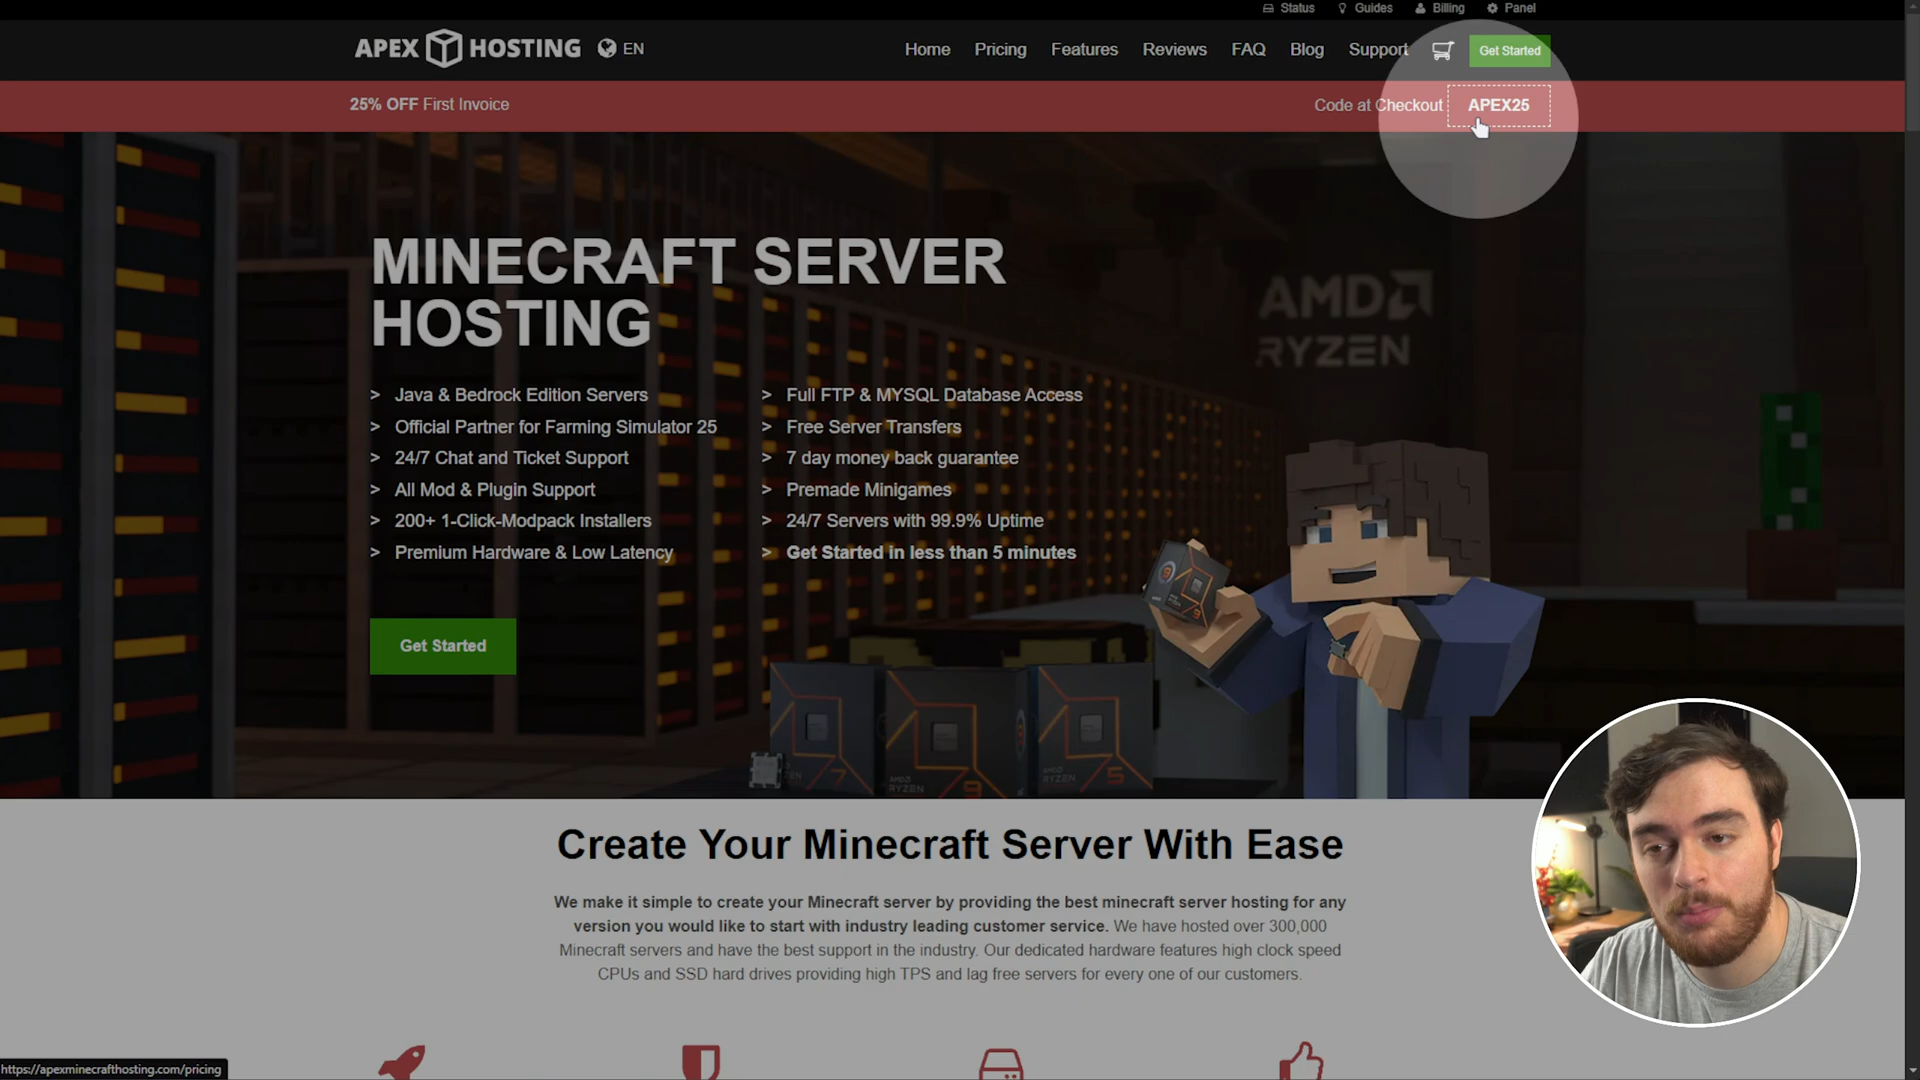 Status Guides Billing Panel
APEX HOSTING EN
Home Pricing Features Reviews FAQ Blog Support Get Started
25% OFF First Invoice
Code at Checkout APEX25
MINECRAFT SERVER
HOSTING
AMD
RYZEN
> Java & Bedrock Edition Servers
> Official Partner for Farming Simulator 25
> 24/7 Chat and Ticket Support
> All Mod & Plugin Support
> 200+ 1-Click-Modpack Installers
> Premium Hardware & Low Latency
> Full FTP & MYSQL Database Access
> Free Server Transfers
> 7 day money back guarantee
> Premade Minigames
> 24/7 Servers with 99.9% Uptime
> Get Started in less than 5 minutes
Get Started
7
AMD
RYZEN 9
RYZEN 5
Create Your Minecraft Server With Ease
We make it simple to create your Minecraft server by providing the best minecraft server hosting for any
version you would like to start with industry leading customer service. We have hosted over 300,000
Minecraft servers and have the best support in the industry. Our dedicated hardware features high clock speed
CPUs and SSD hard drives providing high TPS and lag free servers for every one of our customers.
https://apexminecrafthosting.com/pricing